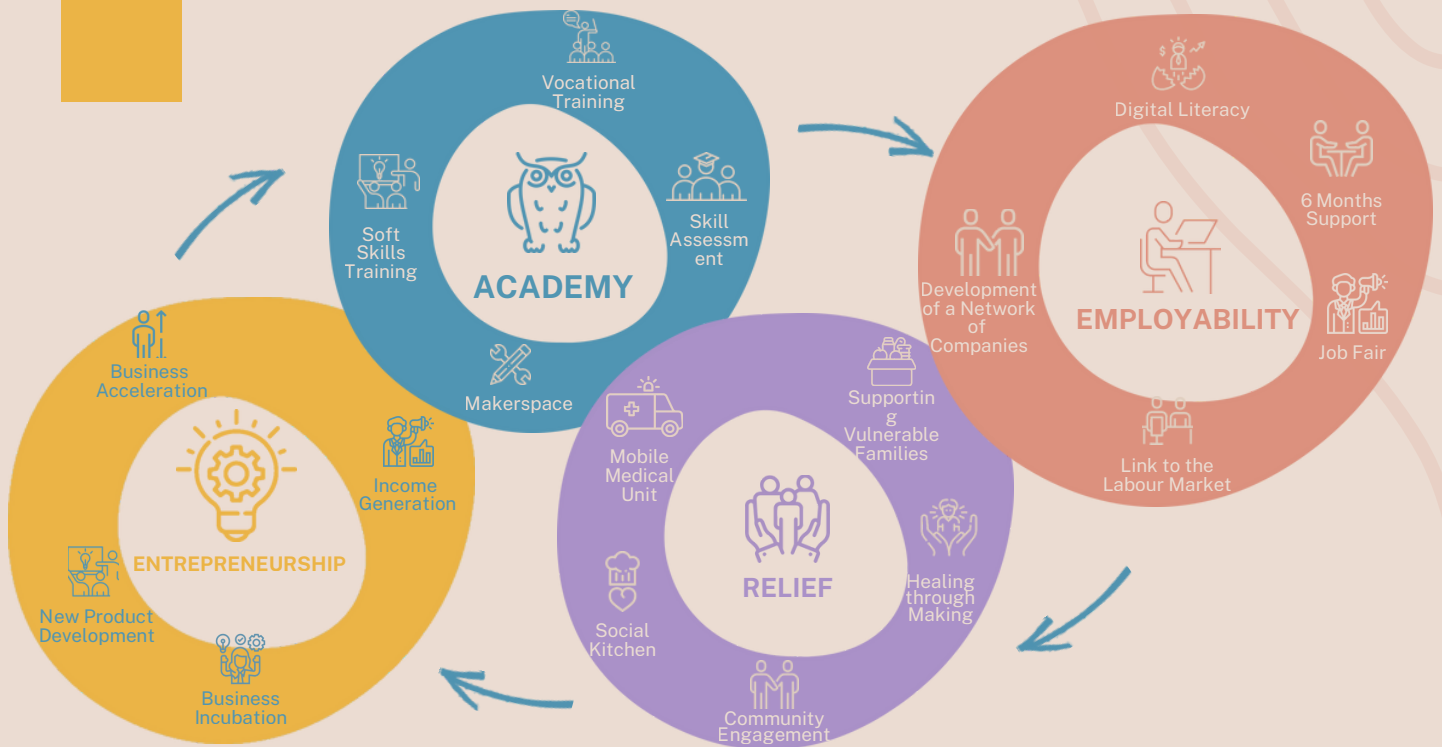 Vocational
Training
Soft
Skills
Training
Skill
Assessm
ent
ACADEMY
Makerspace
Digital Literacy
6 Months
Support
Development
of a Network
of
Companies
EMPLOYABILITY
Job Fair
Link to the
Labour Market
Business
Acceleration
Income
Generation
ENTREPRENEURSHIP
New Product
Development
Business
Incubation
Supportin
g
Vulnerable
Families
Mobile
Medical
Unit
RELIEF
Healing
through
Making
Social
Kitchen
Community
Engagement